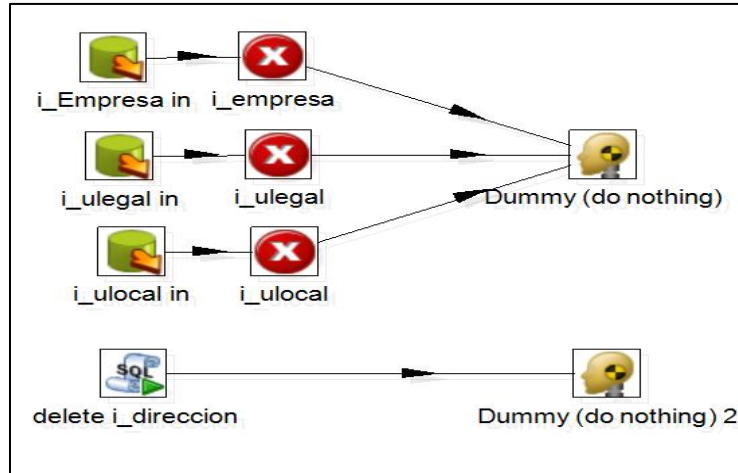 i_Empresa in
i_empresa
i_ulegal in
i_ulegal
Dummy (do nothing)
i_ulocal in
i_ulocal
SQL
delete i_direccion
Dummy (do nothing) 2